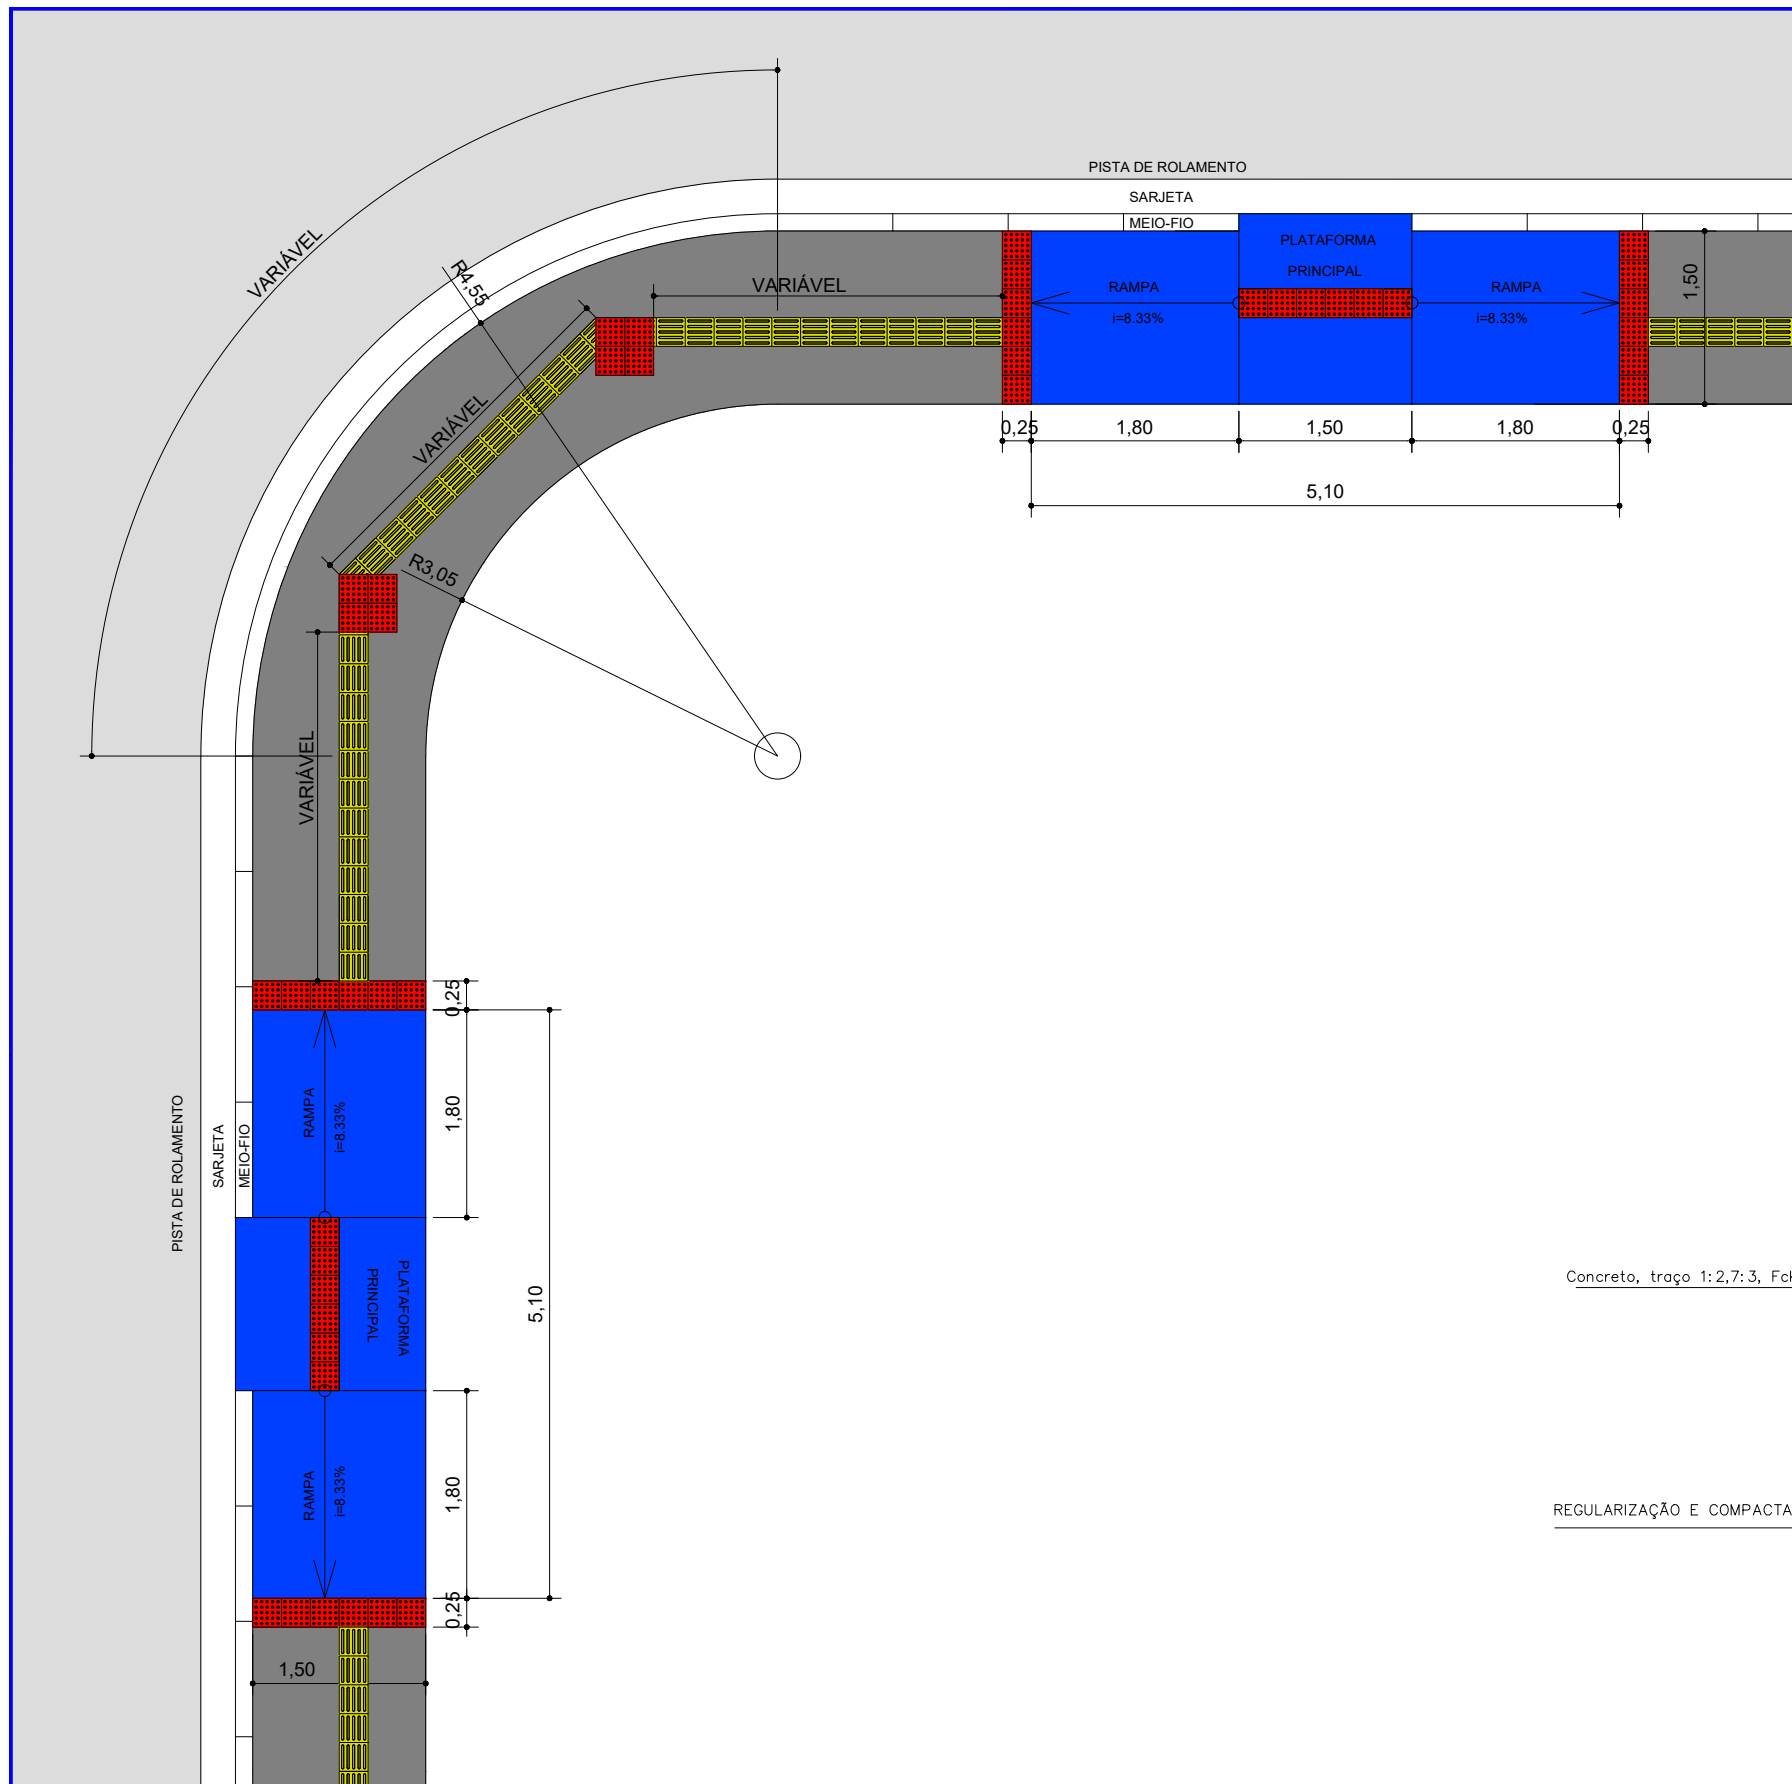 VARIÁVEL
PISTA DE ROLAMENTO
SARJETA
MEIO-FIO
PLATAFORMA
PRINCIPAL
RAMPA
i=8.33%
RAMPA
i=8.33%
1,50
VARIÁVEL
R4,55
VARIÁVEL
0,25
1,80
1,50
1,80
0,25
5,10
R3,05
VARIÁVEL
0,25
1,80
RAMPA
i=8.33%
PISTA DE ROLAMENTO
SARJETA
MEIO-FIO
PLATAFORMA
PRINCIPAL
5,10
RAMPA
i=8.33%
1,80
0,25
1,50
Concreto, traço 1:2,7:3, Fc
REGULARIZAÇÃO E COMPACTA